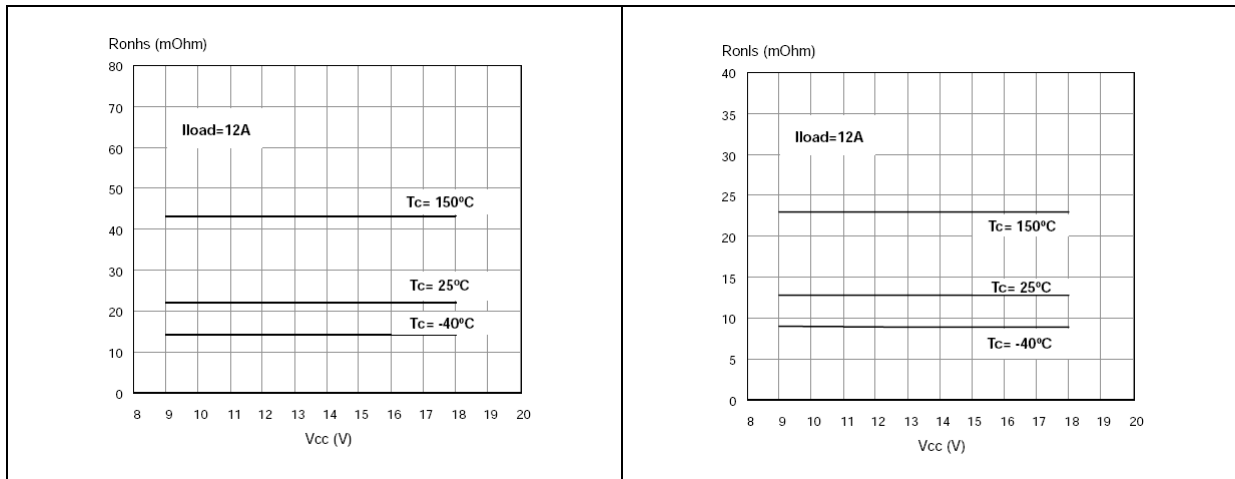 Ronhs (mOhm)
80
70
60
50
40
30
20
10
0
Iload=12A
Tc= 150ºC
Tc= 25ºC
Tc= -40ºC
8 9 10 11 12 13 14 15 16 17 18 19 20
Vcc (V)
Ronls (mOhm)
40
35
30
25
20
15
10
5
0
Iload=12A
Tc= 150ºC
Tc= 25ºC
Tc= -40ºC
8 9 10 11 12 13 14 15 16 17 18 19 20
Vcc (V)